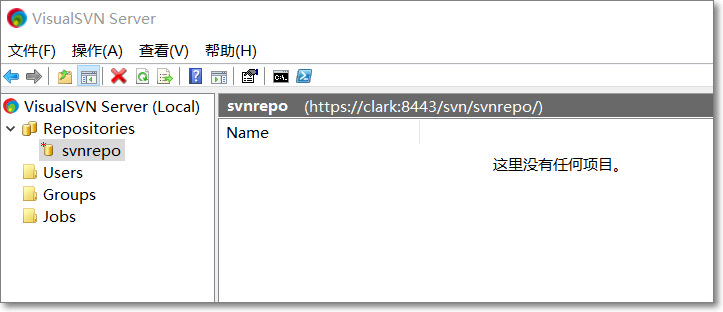 VisualSVN Server
文件(F) 操作(A) 查看(V) 帮助(H)
VisualSVN Server (Local)
Repositories
svnrepo
Users
Groups
Jobs
svnrepo (https://clark:8443/svn/svnrepo/)
Name
这里没有任何项目。